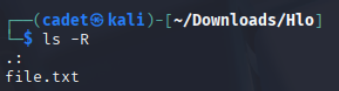 ┌──(cadet㉿kali)-[~/Downloads/Hlo]
└─$ ls -R
.:
file.txt